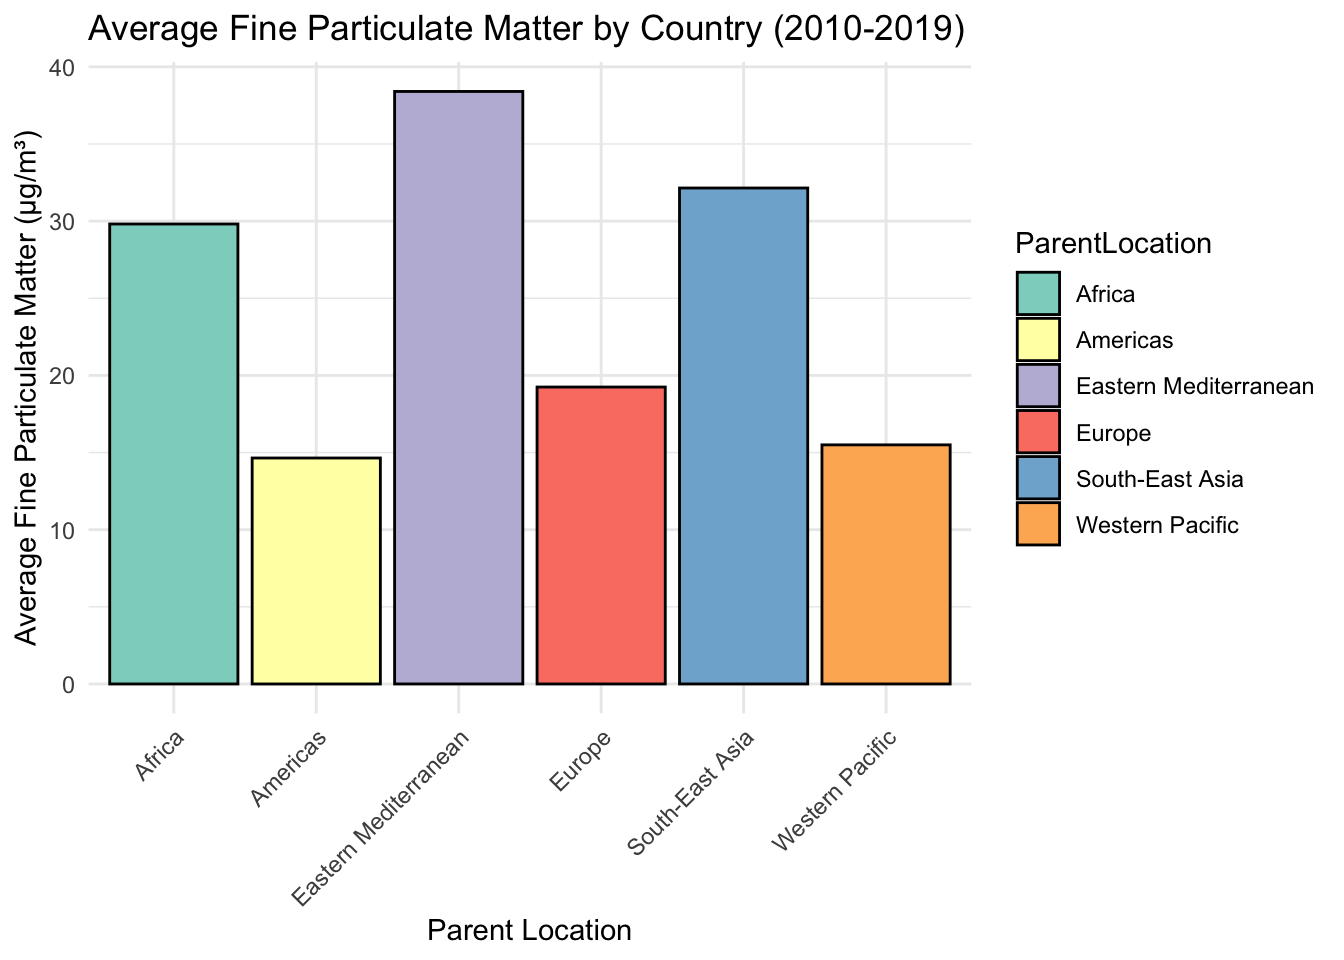 Average Fine Particulate Matter by Country (2010-2019)
Average Fine Particulate Matter (µg/m³)
40
30
20
10
0
Africa
Americas
Eastern Mediterranean
Europe
South-East Asia
Western Pacific
Parent Location
ParentLocation
Africa
Americas
Eastern Mediterranean
Europe
South-East Asia
Western Pacific